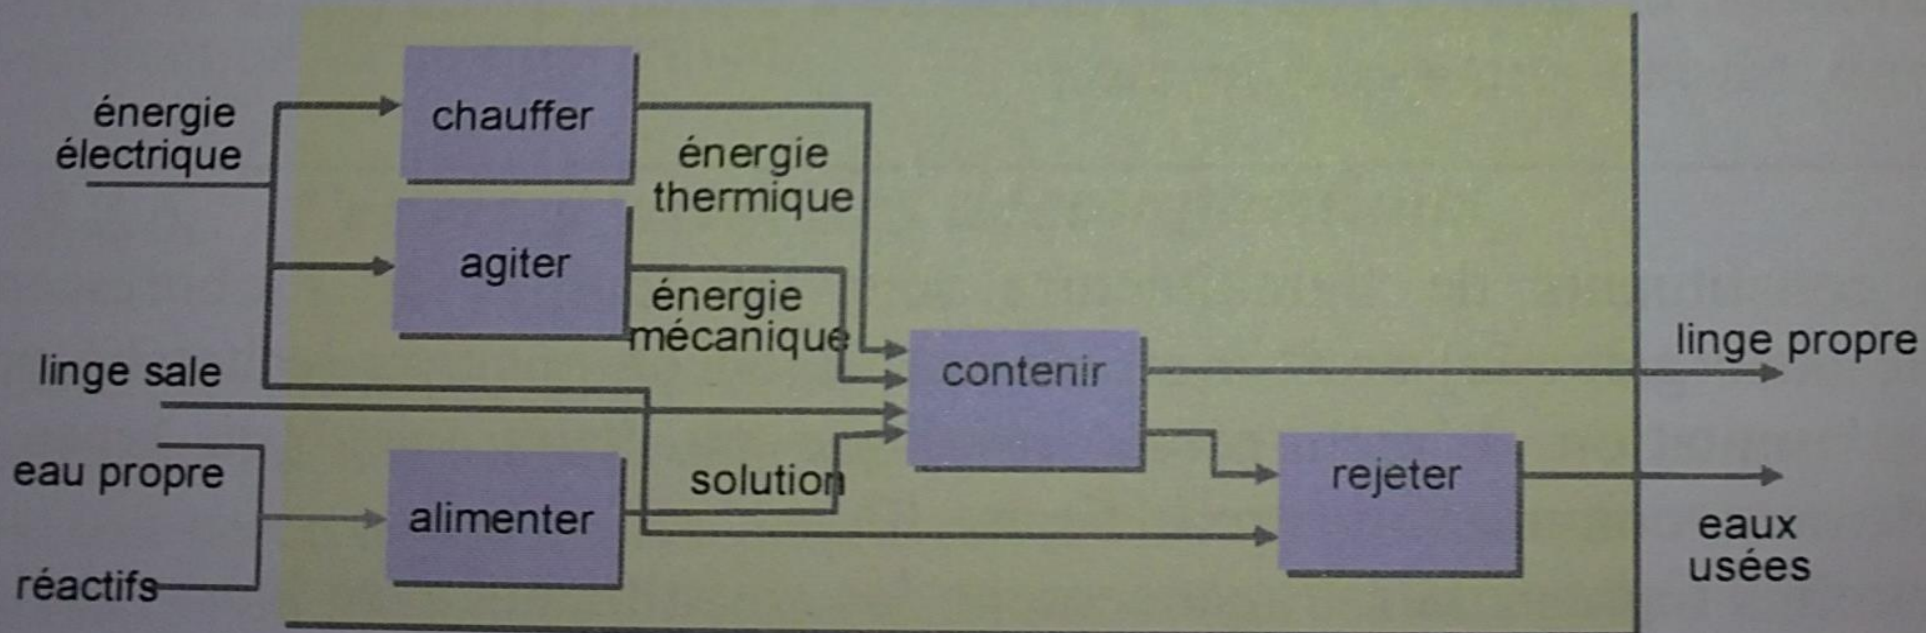 énergie
électrique
chauffer
énergie
thermique
agiter
énergie
mécanique
linge sale
contenir
linge propre
eau propre
solution
rejeter
alimenter
eaux
usées
réactifs